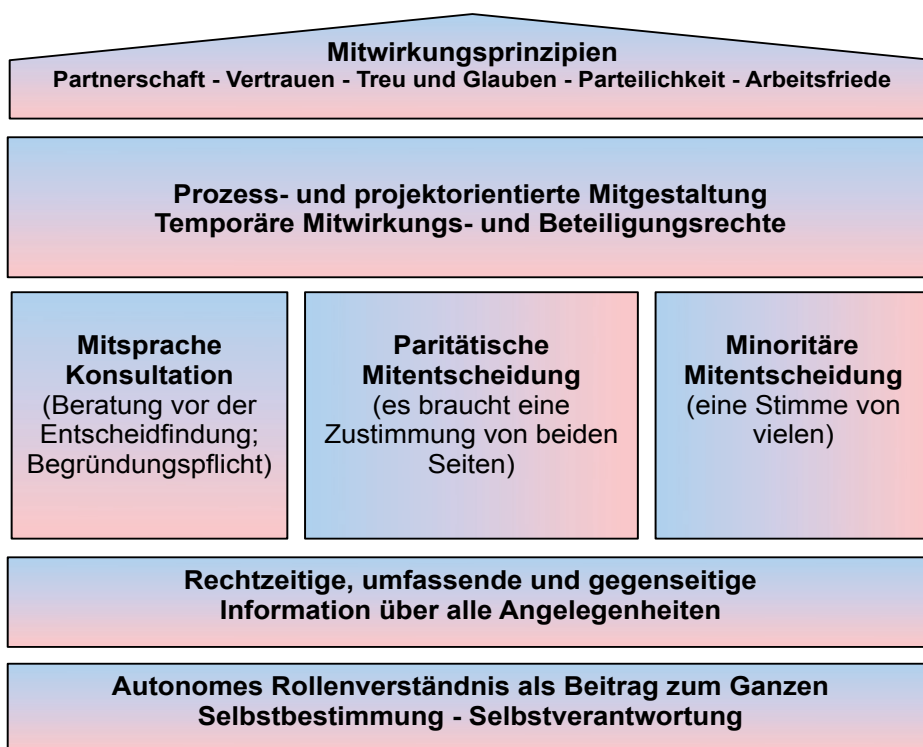 Mitwirkungsprinzipien
Partnerschaft - Vertrauen - Treu und Glauben - Parteilichkeit - Arbeitsfriede
Prozess- und projektorientierte Mitgestaltung
Temporäre Mitwirkungs- und Beteiligungsrechte
Mitsprache
Konsultation
(Beratung vor der
Entscheidfindung;
Begründungspflicht)
Paritätische
Mitentscheidung
(es braucht eine
Zustimmung von beiden
Seiten)
Minoritäre
Mitentscheidung
(eine Stimme von
vielen)
Rechtzeitige, umfassende und gegenseitige
Information über alle Angelegenheiten
Autonomes Rollenverständnis als Beitrag zum Ganzen
Selbstbestimmung - Selbstverantwortung